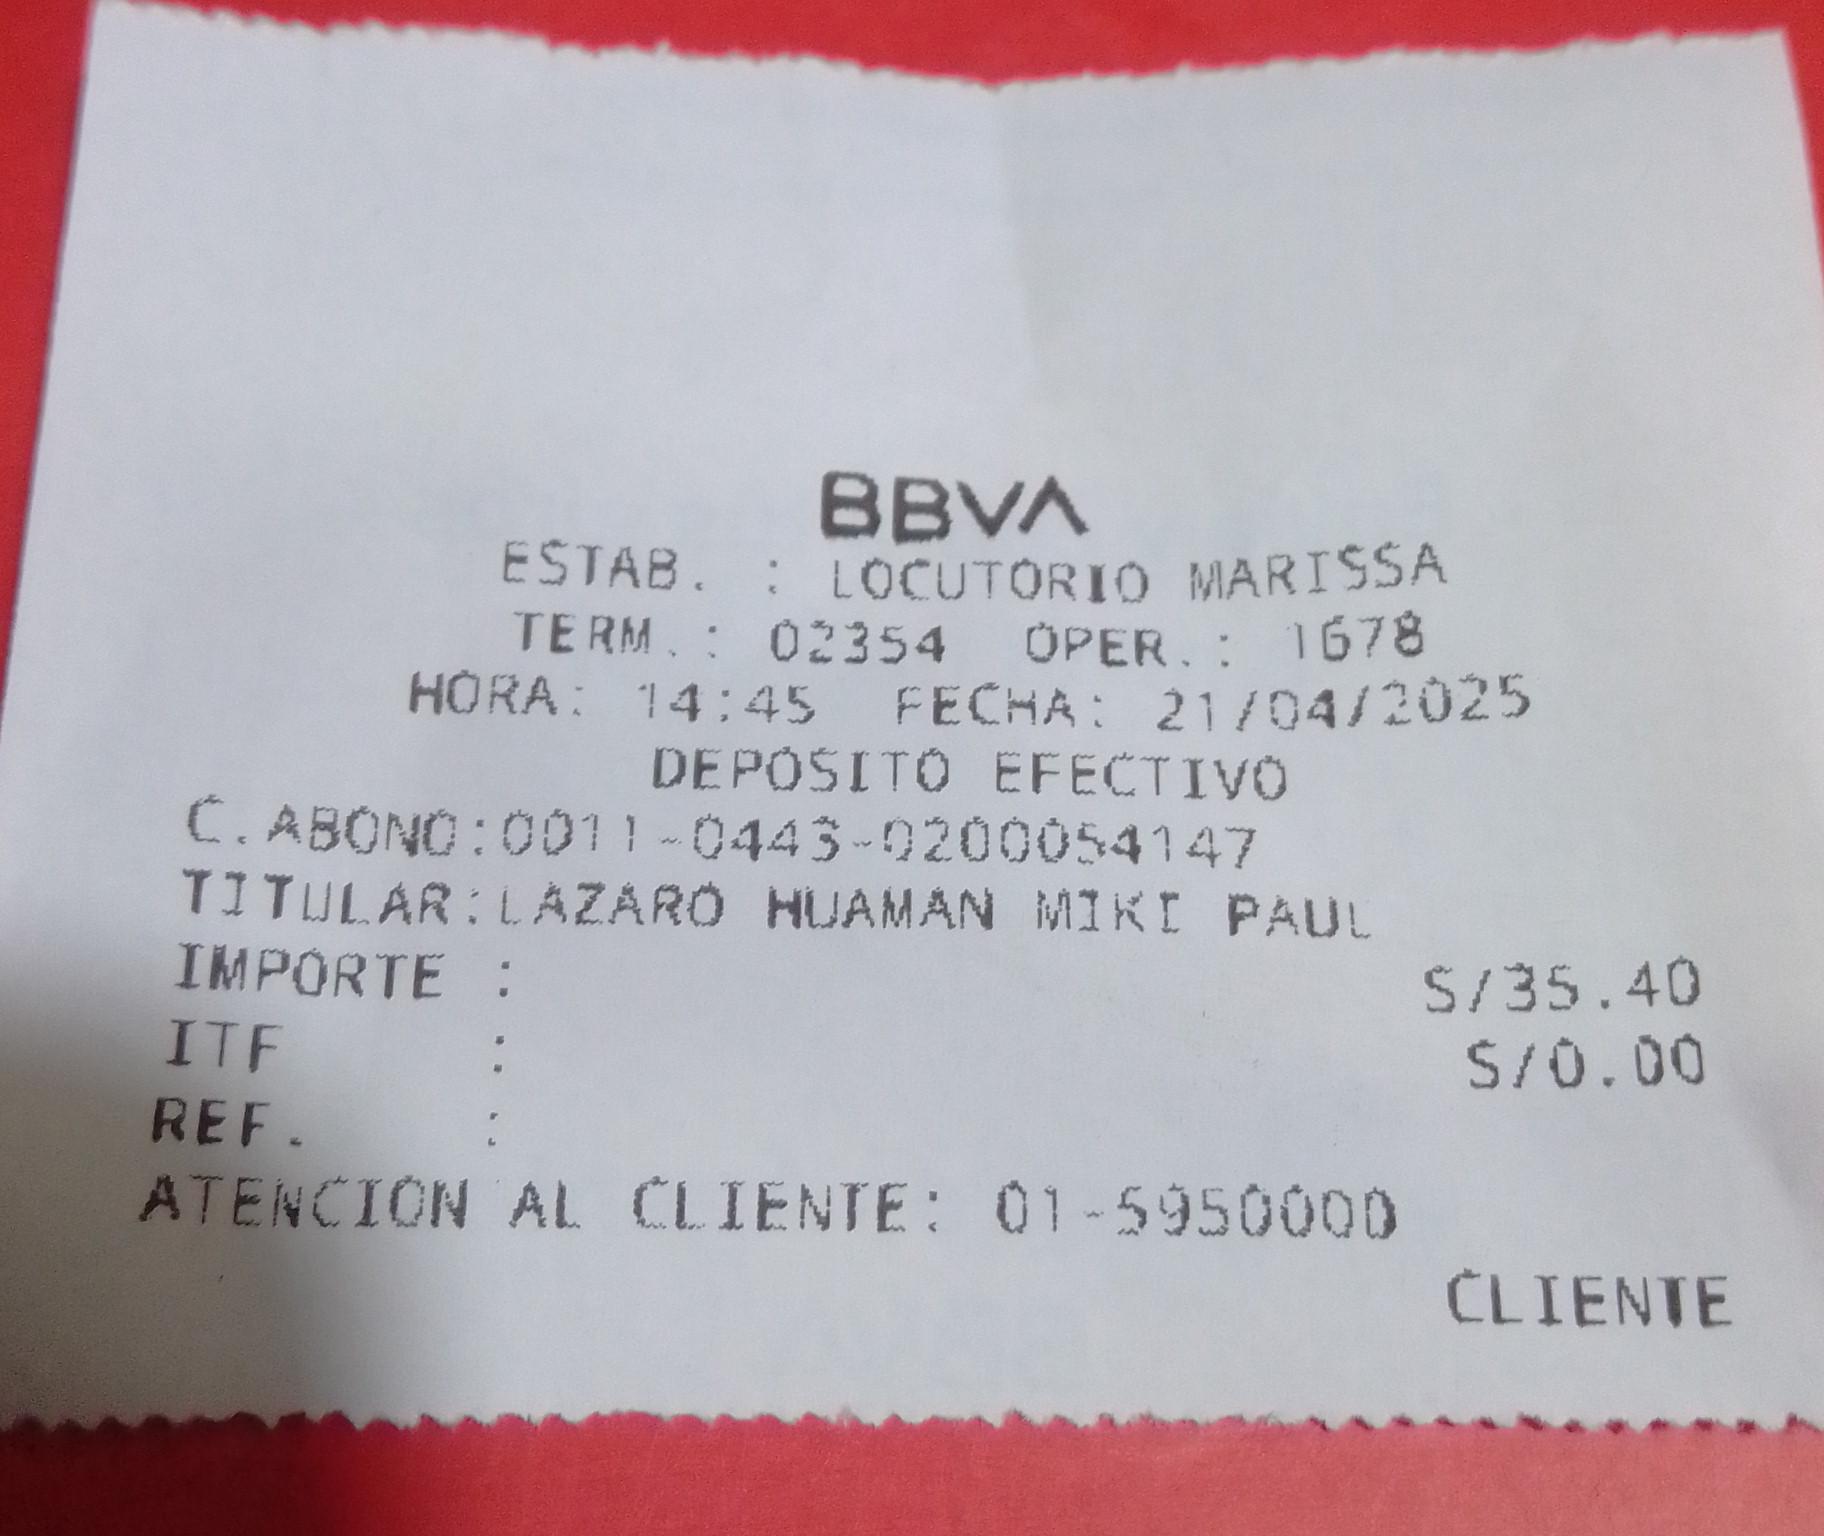 BBVA
ESTAB. : LOCUTORIO MARISSA
TERM.: 02354 OPER.: 1678
HORA: 14:45 FECHA: 21/04/2025
DEPOSITO EFECTIVO
C.ABONO:0011-0443-0200054147
TITULAR:LAZARO HUAMAN MIKI PAUL
IMPORTE : S/35.40
ITF : S/0.00
REF. :
ATENCION AL CLIENTE: 01-5950000
CLIENTE